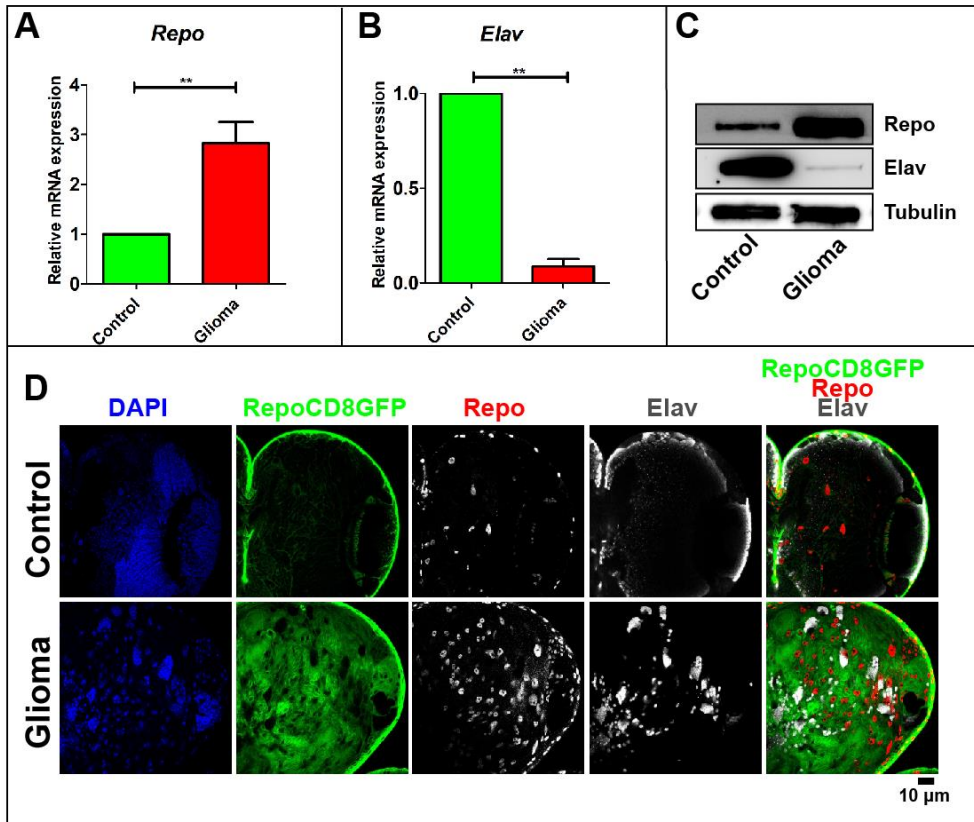 A
Repo
Relative mRNA expression
4
3
2
1
0
**
Control
Glioma
B
Elav
Relative mRNA expression
1.0
0.5
0.0
**
Control
Glioma
C
Repo
Elav
Tubulin
Control
Glioma
D
DAPI
RepoCD8GFP
Repo
Elav
RepoCD8GFP
Repo
Elav
Control
Glioma
10 µm